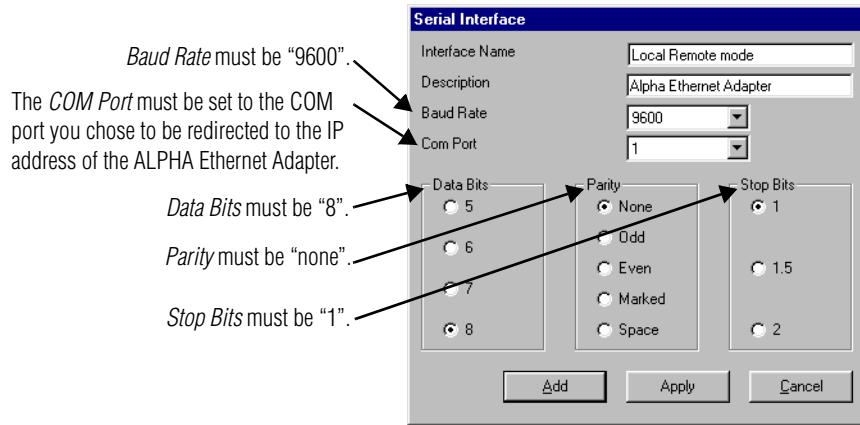 Baud Rate must be “9600”.
The COM Port must be set to the COM
port you chose to be redirected to the IP
address of the ALPHA Ethernet Adapter.
Data Bits must be “8”.
Parity must be “none”.
Stop Bits must be “1”.
Serial Interface
Interface Name
Local Remote mode
Description
Alpha Ethernet Adapter
Baud Rate
9600
Com Port
1
Data Bits
5
6
7
8
Parity
None
Odd
Even
Marked
Space
Stop Bits
1
1.5
2
Add
Apply
Cancel